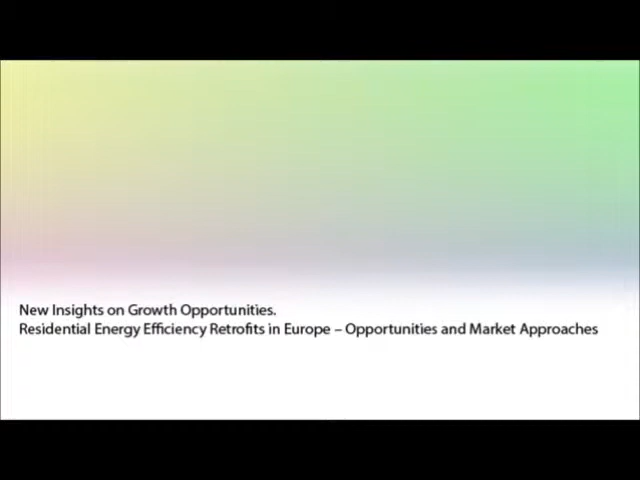 New Insights on Growth Opportunities.
Residential Energy Efficiency Retrofits in Europe – Opportunities and Market Approaches